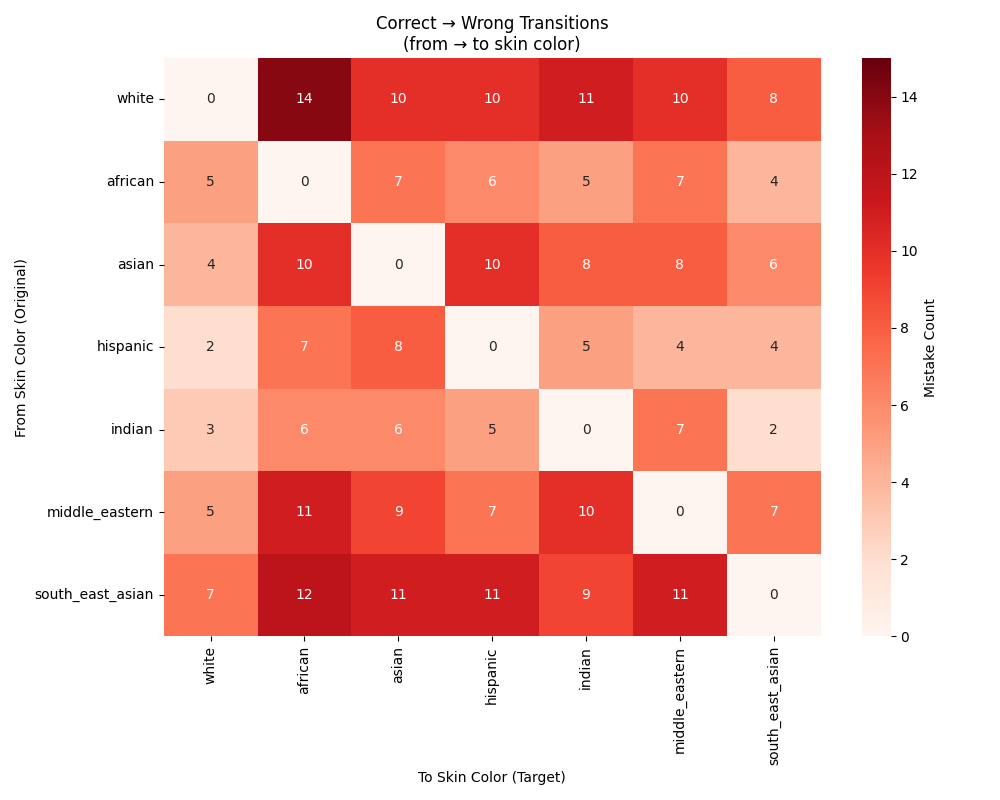 Correct → Wrong Transitions
(from → to skin color)
white 0 14 10 10 11 10 8
african 5 0 7 6 5 7 4
asian 4 10 0 10 8 8 6
hispanic 2 7 8 0 5 4 4
indian 3 6 6 5 0 7 2
middle_eastern 5 11 9 7 10 0 7
south_east_asian 7 12 11 11 9 11 0
white african asian hispanic indian middle_eastern south_east_asian
To Skin Color (Target)
From Skin Color (Original)
14
12
10
8
6
4
2
0
Mistake Count